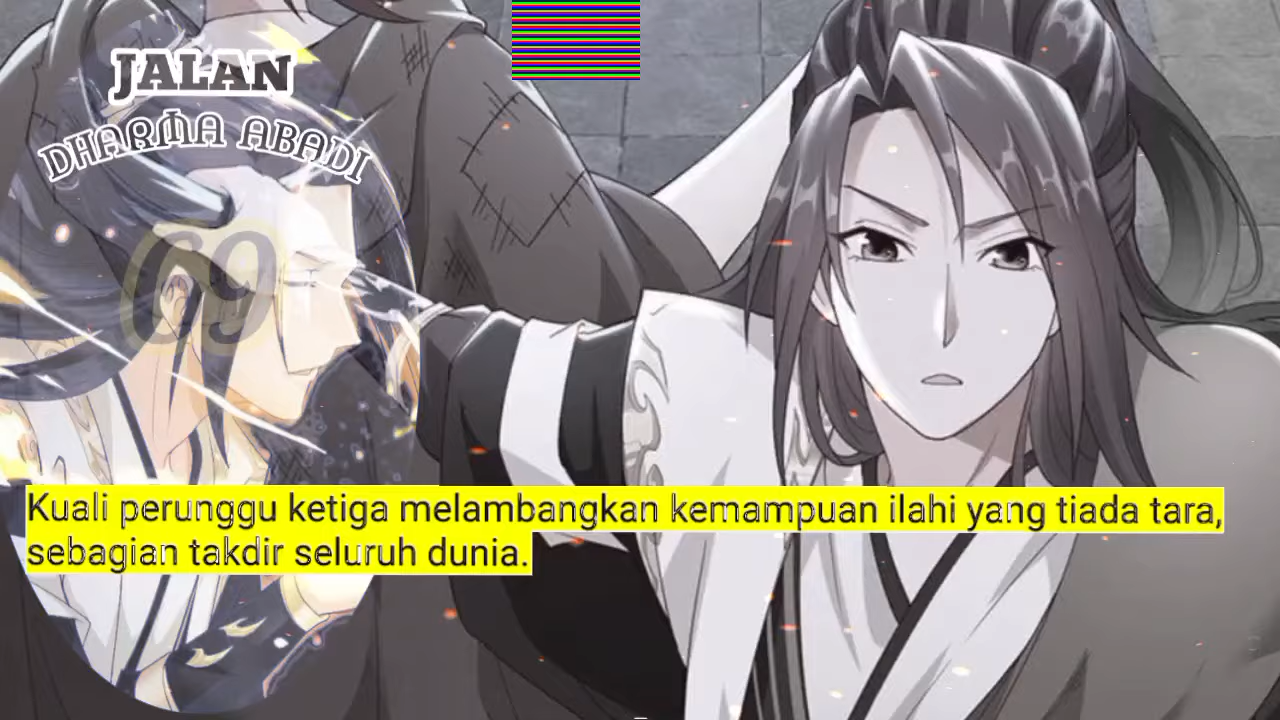 JALAN
DHARMA ABADI
69
Kuali perunggu ketiga melambangkan kemampuan ilahi yang tiada tara,
sebagian takdir seluruh dunia.